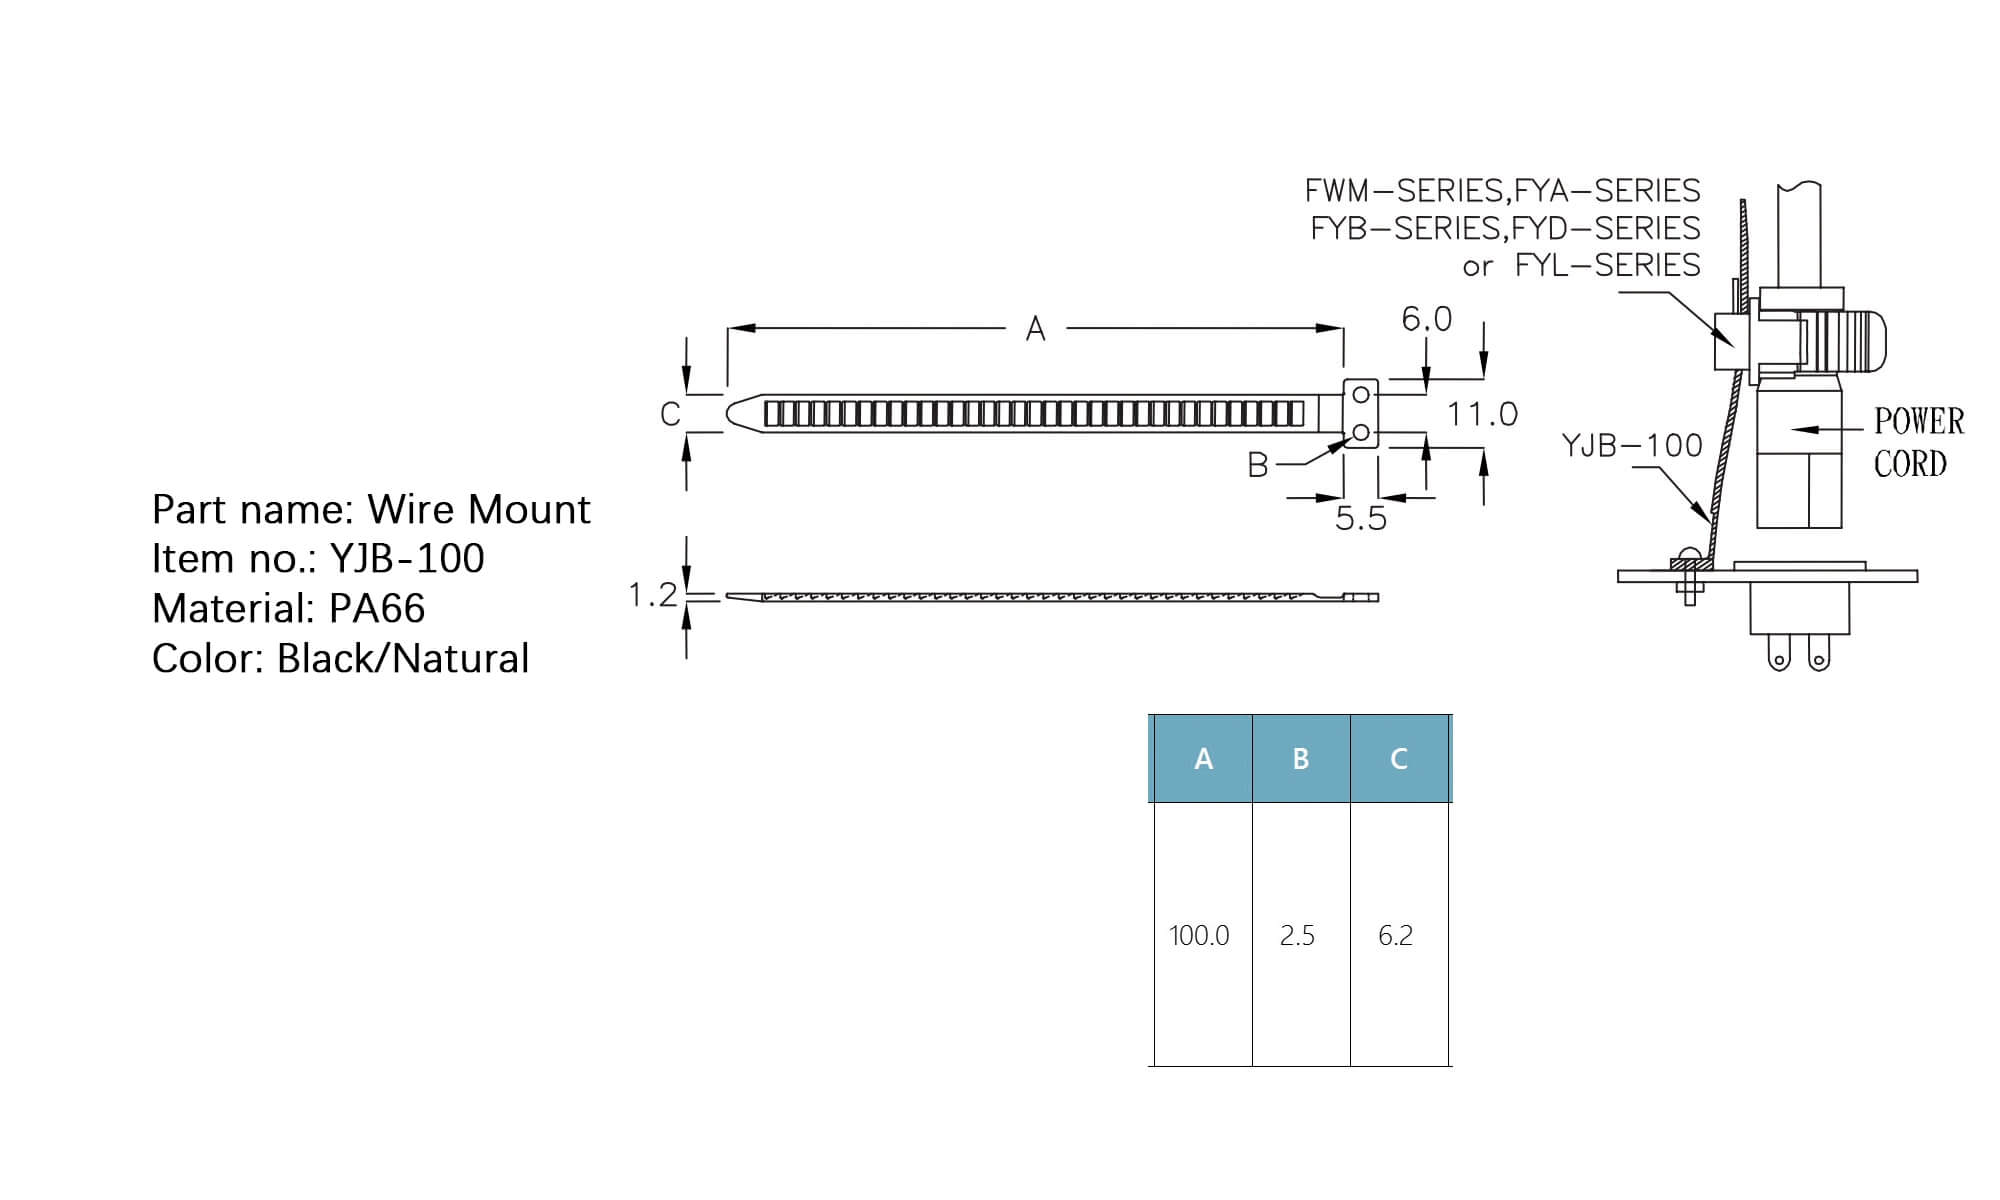 FWM-SERIES,FYA-SERIES
FYB-SERIES,FYD-SERIES
or FYL-SERIES
6.0
A
C
11.0
B
5.5
YJB-100
POWER
CORD
Part name: Wire Mount
Item no.: YJB-100
Material: PA66
Color: Black/Natural
1.2
A B C
100.0 2.5 6.2